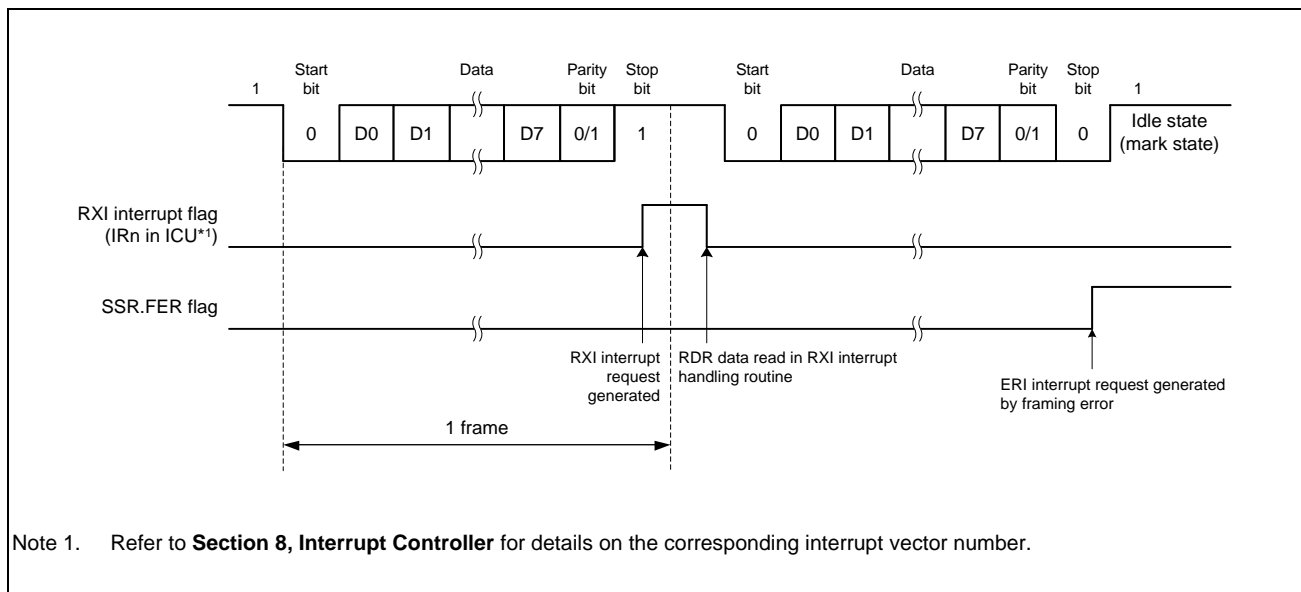 Start bit
Data
Parity bit
Stop bit
Start bit
Data
Parity bit
Stop bit
1
1
0
D0
D1
D7
0/1
1
0
D0
D1
D7
0/1
0
Idle state
(mark state)
RXI interrupt flag
(IRn in ICU*1)
SSR.FER flag
RXI interrupt
request
generated
RDR data read in RXI interrupt
handling routine
ERI interrupt request generated
by framing error
1 frame
Note 1. Refer to Section 8, Interrupt Controller for details on the corresponding interrupt vector number.